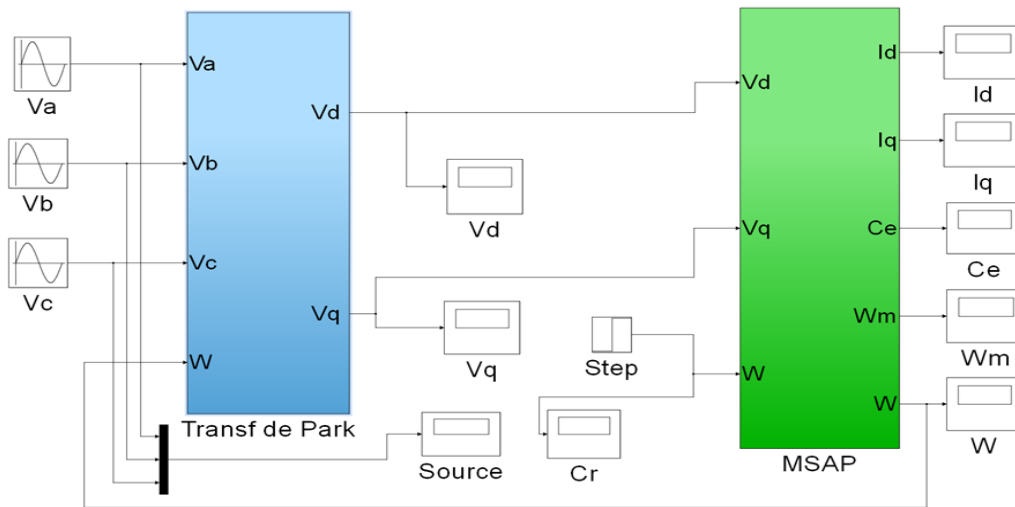 Va
Vb
Vc
Va
Vb
Vc
W
Vd
Vq
Transf de Park
Vd
Vq
Source
Step
Cr
Vd
Vq
W
Id
Iq
Ce
Wm
W
MSAP
Id
Iq
Ce
Wm
W